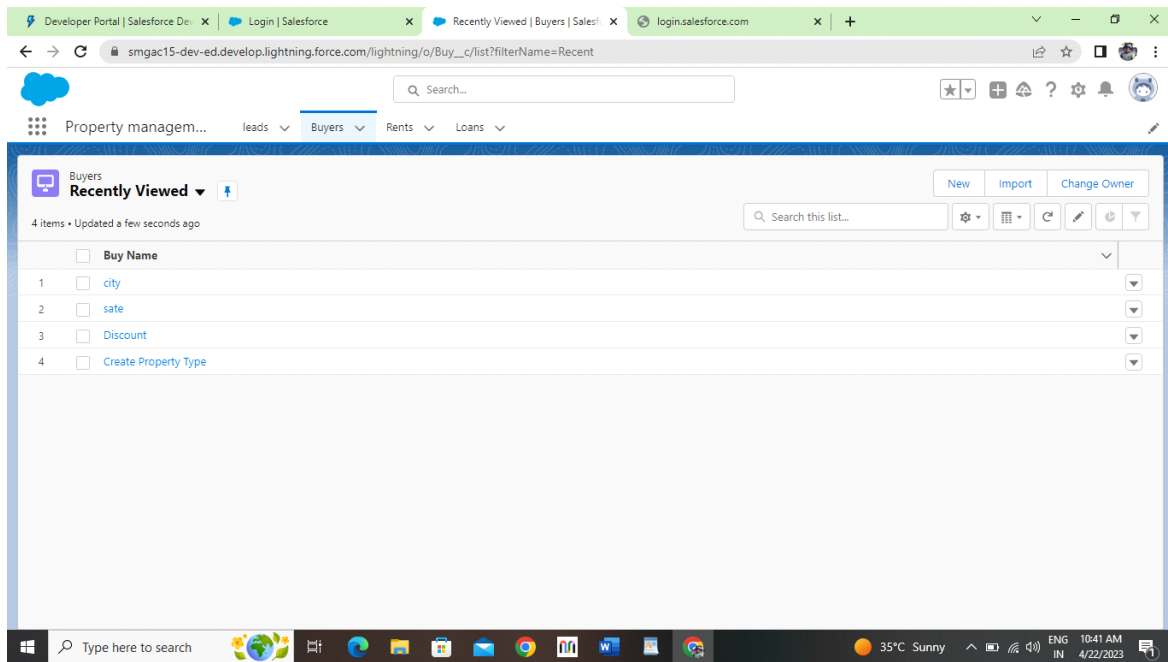 Developer Portal | Salesforce Dev
Login | Salesforce
Recently Viewed | Buyers | Salesf
login.salesforce.com
smgac15-dev-ed.develop.lightning.force.com/lightning/o/Buy__c/list?filterName=Recent
Search...
Property managem...
leads
Buyers
Rents
Loans
Buyers
Recently Viewed
New
Import
Change Owner
4 items • Updated a few seconds ago
Search this list...
Buy Name
1 city
2 sate
3 Discount
4 Create Property Type
Type here to search
35°C Sunny
ENG
IN
10:41 AM
4/22/2023
1